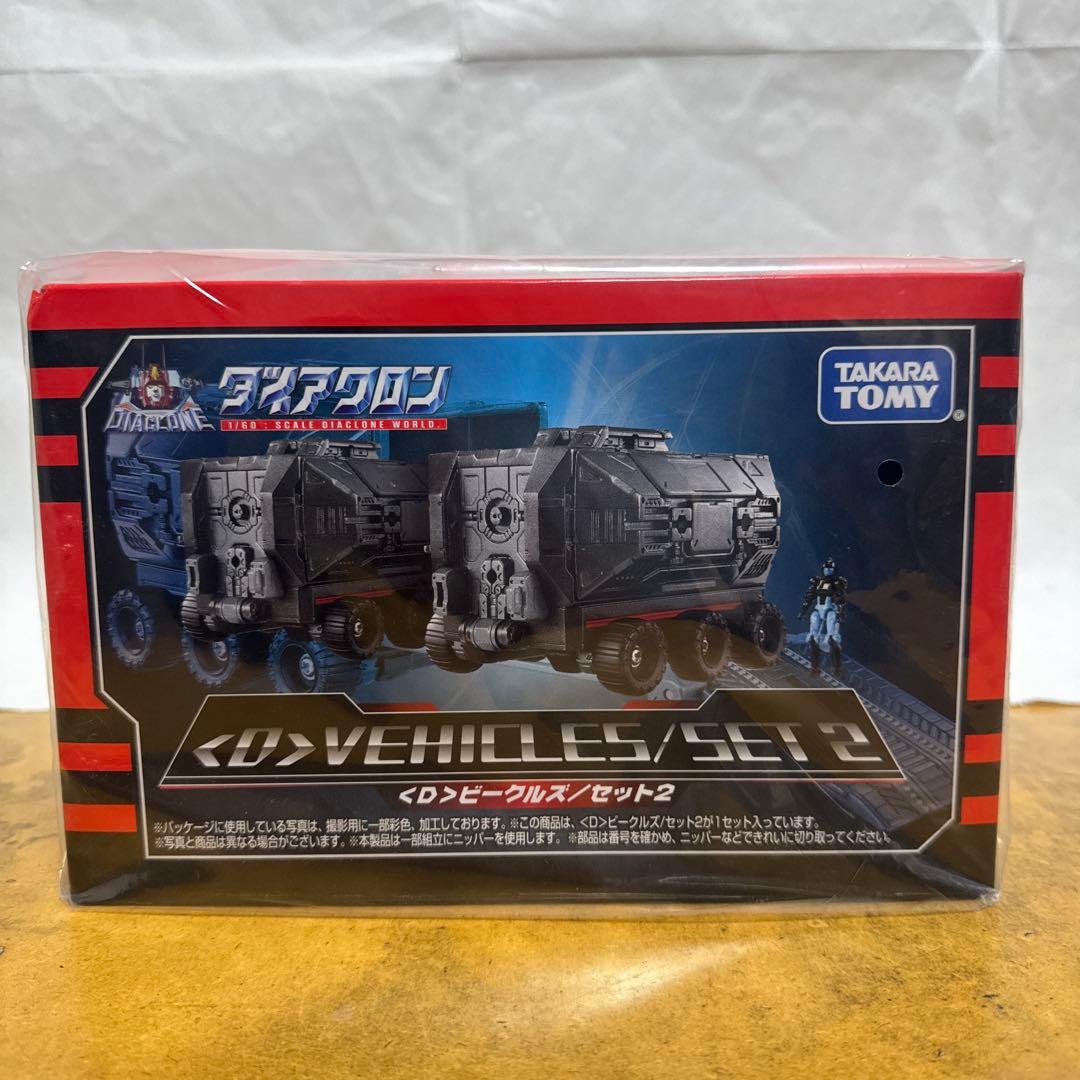 ダイアクロン
DIACLONE
1/60 : SCALE DIACLONE WORLD.
TAKARA
TOMY
<D>VEHICLES/SET 2
<D>ビークルズ/セット2
※パッケージに使用している写真は、撮影用に一部彩色、加工しております。※この商品は、<D>ビークルズ/セット2が1セット入っています。
※写真と商品は異なる場合がございます。※本製品は一部組立にニッパーを使用します。※部品は番号を確かめ、ニッパーなどできれいに切り取ってください。